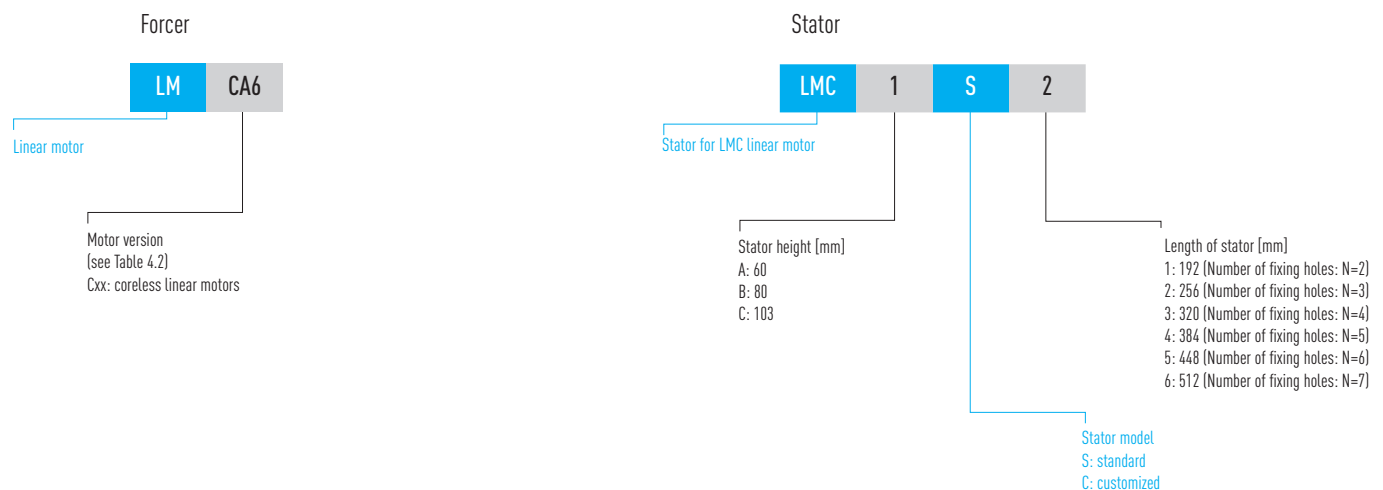 Forcer
LM CA6
Linear motor
Motor version
(see Table 4.2)
Cxx: coreless linear motors
Stator
LMC 1 S 2
Stator for LMC linear motor
Stator height [mm]
A: 60
B: 80
C: 103
Length of stator [mm]
1: 192 (Number of fixing holes: N=2)
2: 256 (Number of fixing holes: N=3)
3: 320 (Number of fixing holes: N=4)
4: 384 (Number of fixing holes: N=5)
5: 448 (Number of fixing holes: N=6)
6: 512 (Number of fixing holes: N=7)
Stator model
S: standard
C: customized